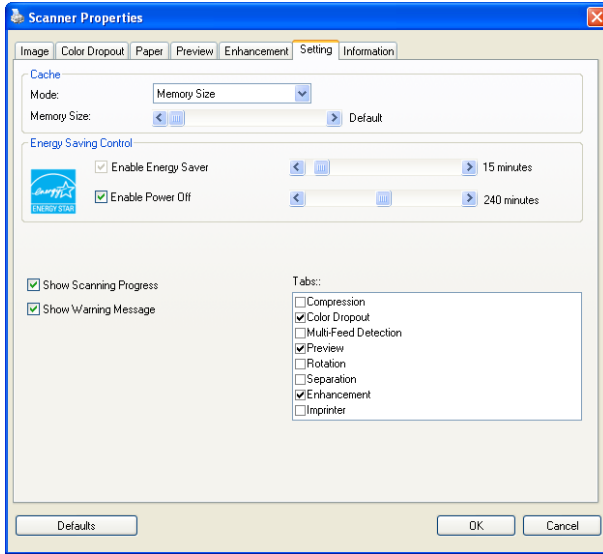 Scanner Properties
Image Color Dropout Paper Preview Enhancement Setting Information
Cache
Mode: Memory Size
Memory Size: Default
Energy Saving Control
Enable Energy Saver 15 minutes
energy
ENERGY STAR
Enable Power Off 240 minutes
Show Scanning Progress
Show Warning Message
Tabs::
Compression
Color Dropout
Multi-Feed Detection
Preview
Rotation
Separation
Enhancement
Imprinter
Defaults OK Cancel